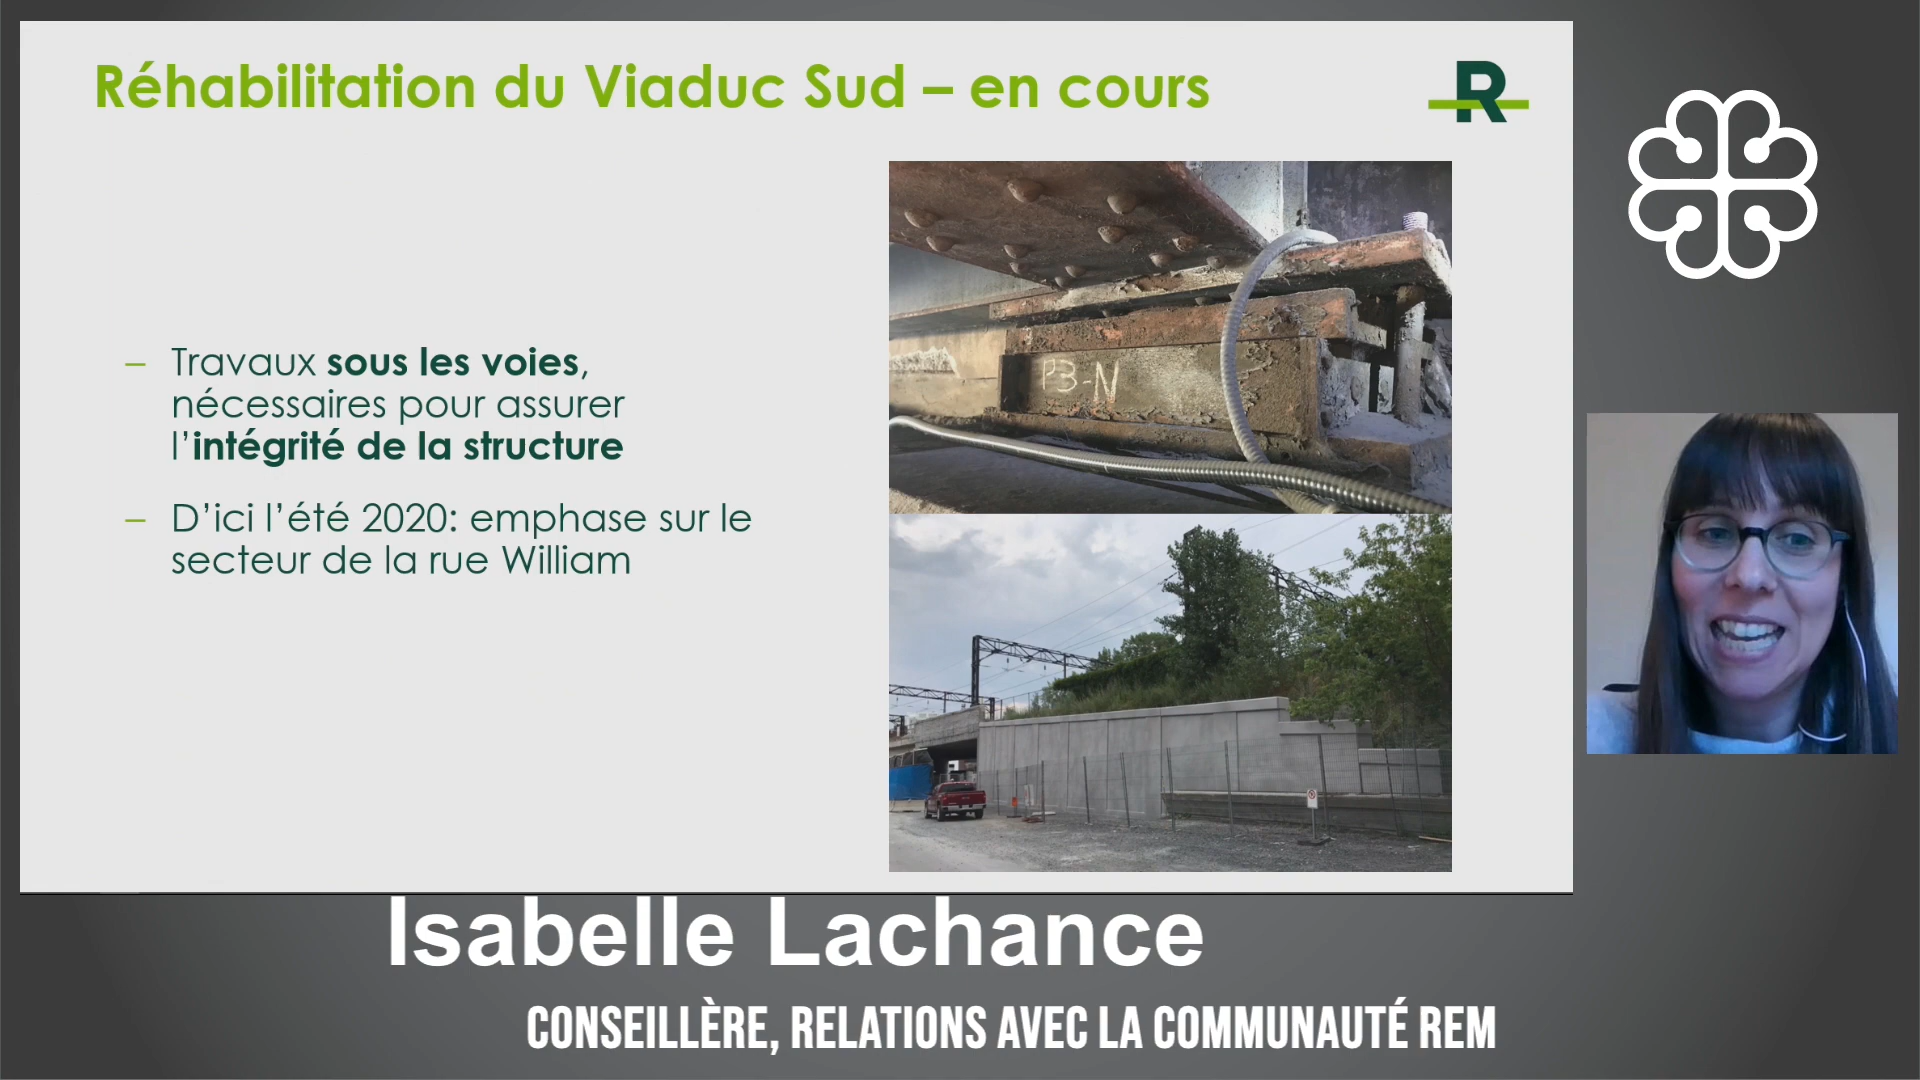 Réhabilitation du Viaduc Sud – en cours
R
– Travaux sous les voies,
nécessaires pour assurer
l’intégrité de la structure
– D’ici l’été 2020: emphase sur le
secteur de la rue William
P3-N
Isabelle Lachance
CONSEILLÈRE, RELATIONS AVEC LA COMMUNAUTÉ REM